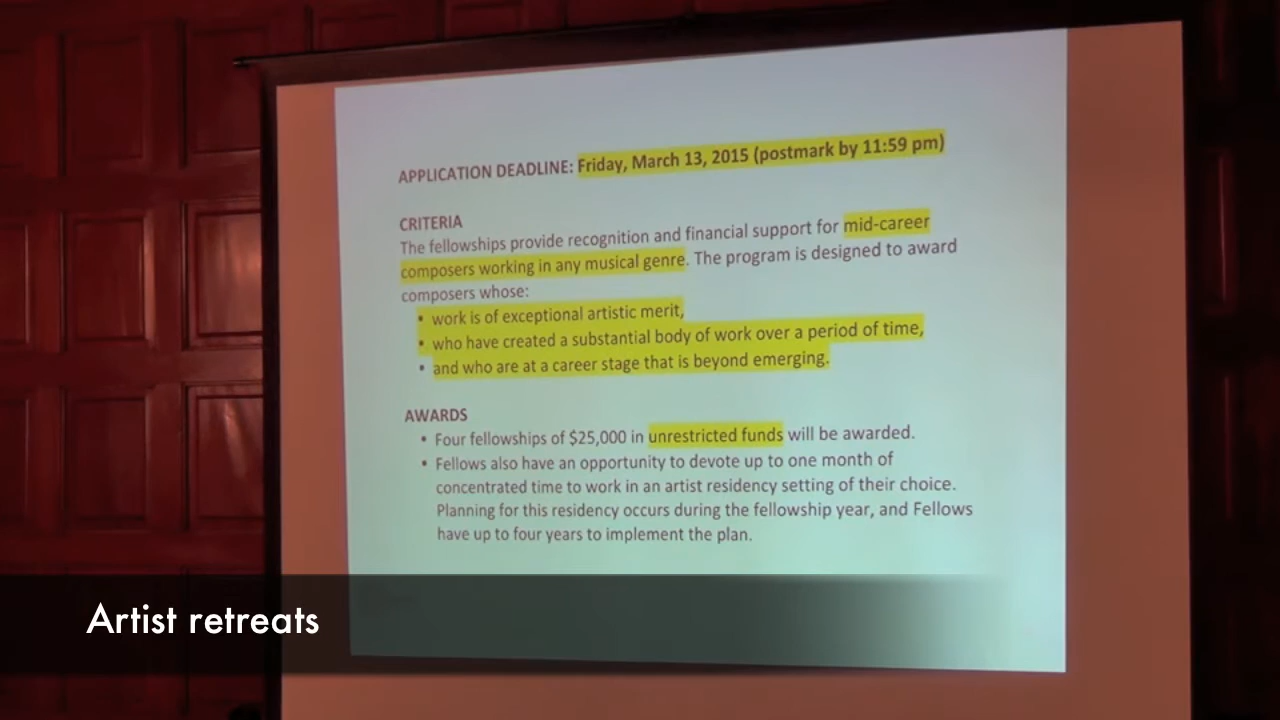 APPLICATION DEADLINE: Friday, March 13, 2015 (postmark by 11:59 pm)
CRITERIA
The fellowships provide recognition and financial support for mid-career
composers working in any musical genre. The program is designed to award
composers whose:
• work is of exceptional artistic merit,
• who have created a substantial body of work over a period of time,
• and who are at a career stage that is beyond emerging.
AWARDS
• Four fellowships of $25,000 in unrestricted funds will be awarded.
• Fellows also have an opportunity to devote up to one month of
concentrated time to work in an artist residency setting of their choice.
Planning for this residency occurs during the fellowship year, and Fellows
have up to four years to implement the plan.
Artist retreats